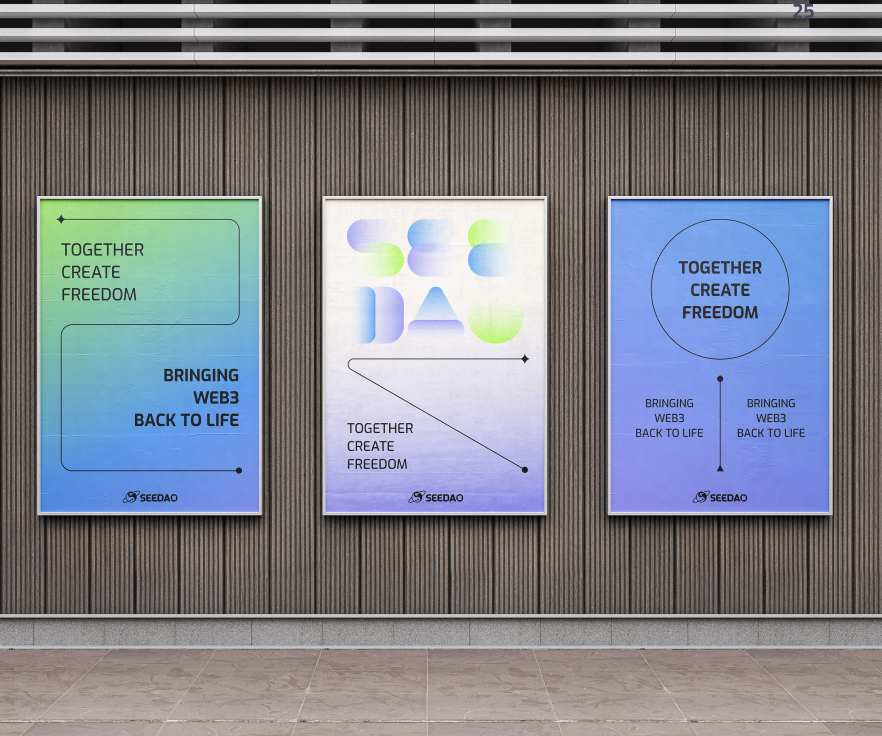 25
TOGETHER
CREATE
FREEDOM
BRINGING
WEB3
BACK TO LIFE
SEEDAO
SEE
DAO
TOGETHER
CREATE
FREEDOM
SEEDAO
TOGETHER
CREATE
FREEDOM
BRINGING
WEB3
BACK TO LIFE
BRINGING
WEB3
BACK TO LIFE
SEEDAO